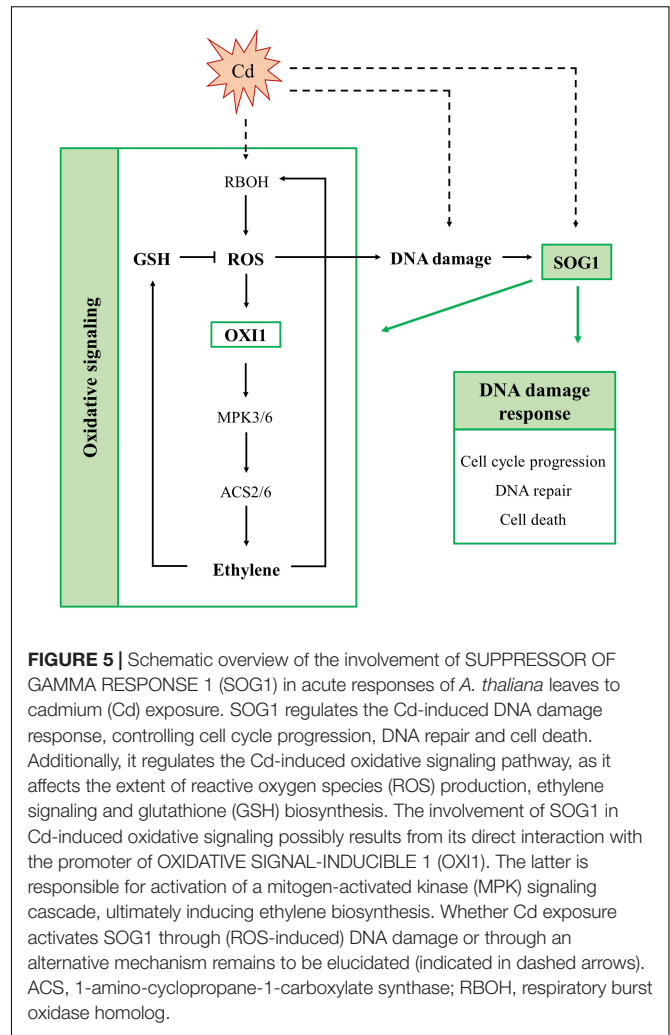 Cd
RBOH
GSH
ROS
DNA damage
SOG1
OXI1
Oxidative signaling
MPK3/6
ACS2/6
Ethylene
DNA damage
response
Cell cycle progression
DNA repair
Cell death
FIGURE 5 | Schematic overview of the involvement of SUPPRESSOR OF
GAMMA RESPONSE 1 (SOG1) in acute responses of A. thaliana leaves to
cadmium (Cd) exposure. SOG1 regulates the Cd-induced DNA damage
response, controlling cell cycle progression, DNA repair and cell death.
Additionally, it regulates the Cd-induced oxidative signaling pathway, as it
affects the extent of reactive oxygen species (ROS) production, ethylene
signaling and glutathione (GSH) biosynthesis. The involvement of SOG1 in
Cd-induced oxidative signaling possibly results from its direct interaction with
the promoter of OXIDATIVE SIGNAL-INDUCIBLE 1 (OXI1). The latter is
responsible for activation of a mitogen-activated kinase (MPK) signaling
cascade, ultimately inducing ethylene biosynthesis. Whether Cd exposure
activates SOG1 through (ROS-induced) DNA damage or through an
alternative mechanism remains to be elucidated (indicated in dashed arrows).
ACS, 1-amino-cyclopropane-1-carboxylate synthase; RBOH, respiratory burst
oxidase homolog.